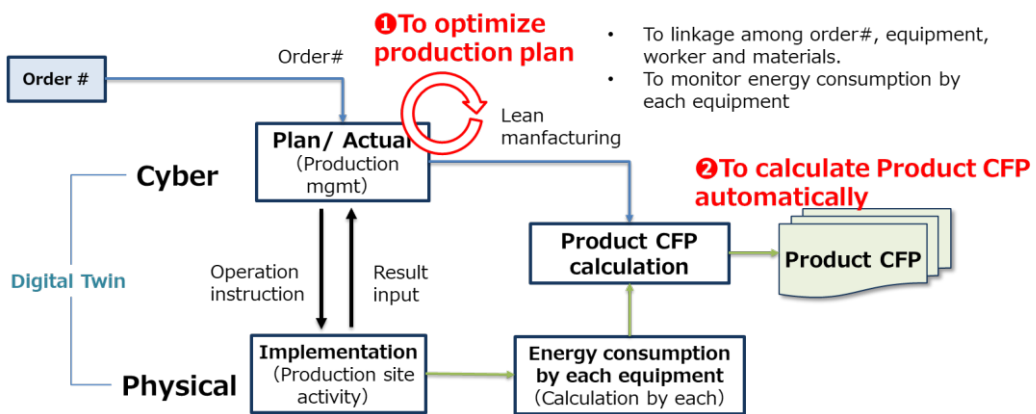 ❶To optimize
production plan
• To linkage among order#, equipment,
worker and materials.
• To monitor energy consumption by
each equipment
Order #
Order#
Lean
manfacturing
Plan/ Actual
(Production
mgmt)
Cyber
❷To calculate Product CFP
automatically
Product CFP
calculation
Product CFP
Digital Twin
Operation
instruction
Result
input
Physical
Implementation
(Production site
activity)
Energy consumption
by each equipment
(Calculation by each)